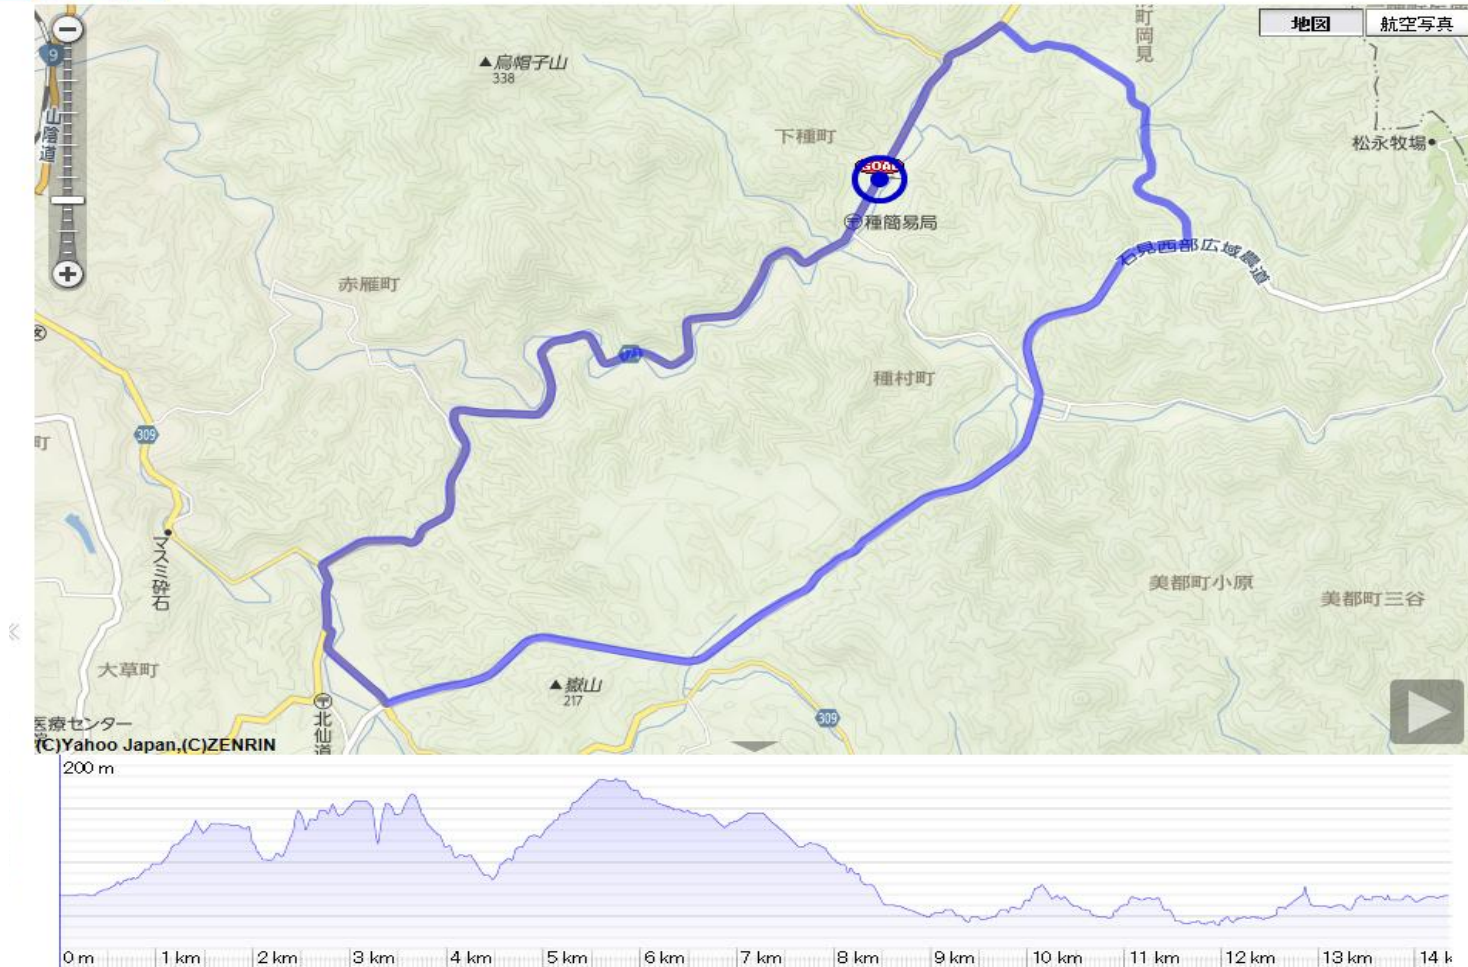 地図
航空写真
町岡見
9
山陰道
▲烏帽子山
338
下種町
松永牧場
GOAL
種簡易局
石見西部広域農道
赤雁町
種村町
309
マスミ砕石
美都町小原
美都町三谷
大草町
▲嶽山
217
309
北仙道
医療センター
町
(C)Yahoo Japan,(C)ZENRIN
200 m
0 m
1 km
2 km
3 km
4 km
5 km
6 km
7 km
8 km
9 km
10 km
11 km
12 km
13 km
14 k